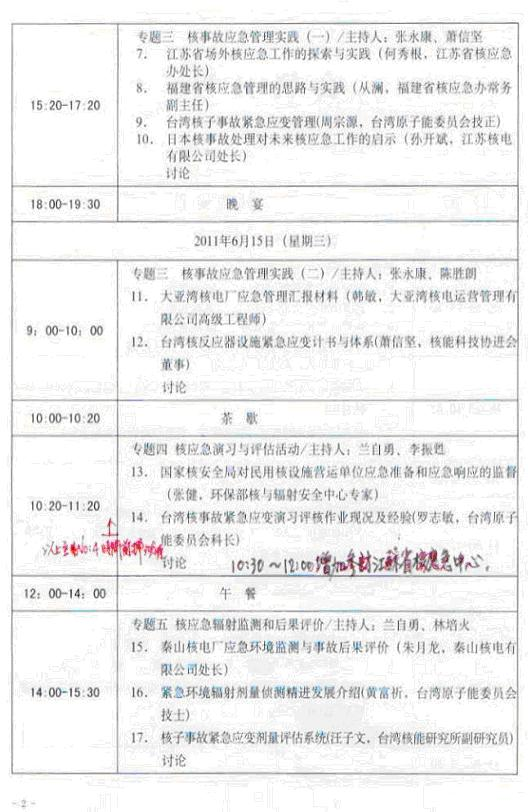 专题三 核事故应急管理实践（一）/主持人：张永康、萧信坚
7. 江苏省场外核应急工作的探索与实践（何秀根，江苏省核应急
办处长）
15:20-17:20
8. 福建省核应急管理的思路与实践（从澜，福建省核应急办常务
副主任）
9. 台湾核子事故紧急应变管理(周宗源，台湾原子能委员会技正)
10. 日本核事故处理对未来核应急工作的启示（孙开斌，江苏核电
有限公司处长）
讨论
18:00-19:30 晚 宴
2011年6月15日（星期三）
专题三 核事故应急管理实践（二）/主持人：张永康、陈胜朗
11. 大亚湾核电厂应急管理汇报材料（韩敏，大亚湾核电运营管理有
限公司高级工程师）
9：00-10：00
12. 台湾核反应器设施紧急应变计书与体系(萧信坚，核能科技协进会
董事)
讨论
10:00-10:20 茶 歇
专题四 核应急演习与评估活动/主持人：兰自勇、李振甦
13. 国家核安全局对民用核设施营运单位应急准备和应急响应的监督
（张健，环保部核与辐射安全中心专家）
10:20-11:20
14. 台湾核事故紧急应变演习评核作业现况及经验(罗志敏，台湾原子
能委员会科长)
讨论
10:30～12:00增加参訪江蘇省核應急中心.
12：00-14：00 午 餐
专题五 核应急辐射监测和后果评价/主持人：兰自勇、林培火
15. 秦山核电厂应急环境监测与事故后果评价（朱月龙，秦山核电有
限公司处长）
14:00-15:30
16. 紧急环境辐射剂量侦测精进发展介绍(黄富祈，台湾原子能委员会
技士)
17. 核子事故紧急应变剂量评估系统(汪子文，台湾核能研究所副研究员)
讨论
- 2 -